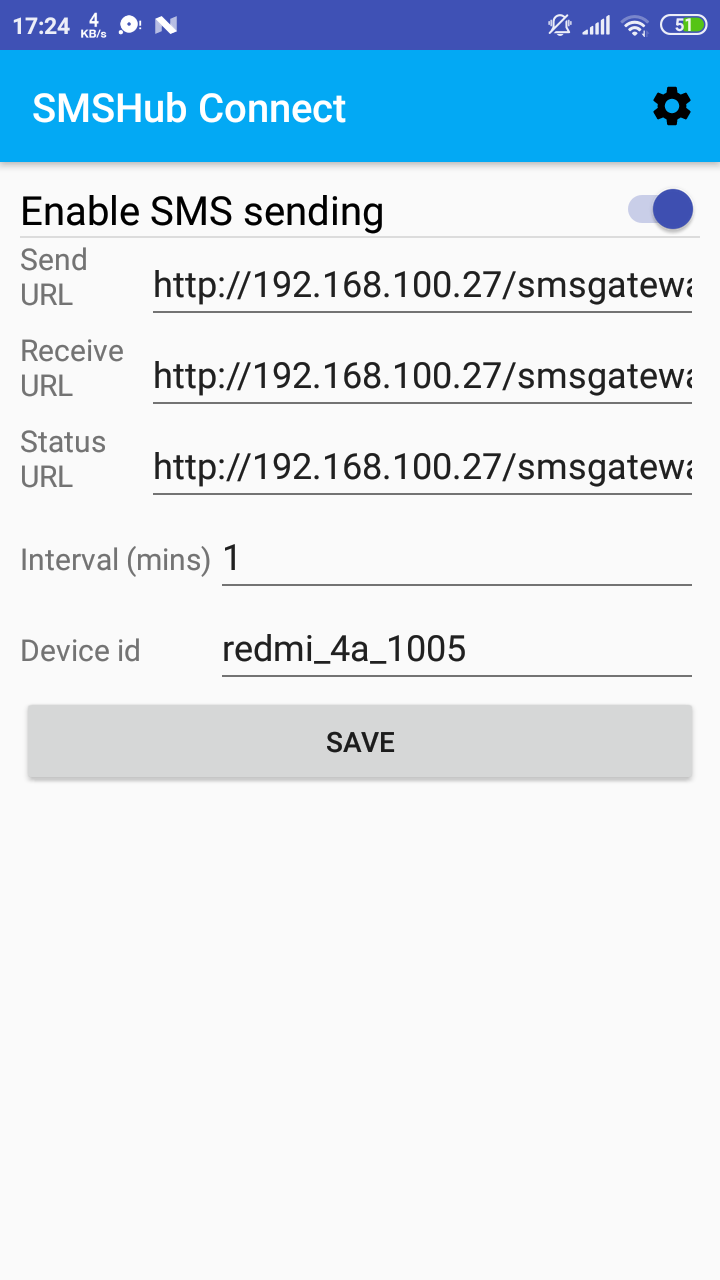 17:24 4 KB/s 51
SMSHub Connect
Enable SMS sending
Send
URL
http://192.168.100.27/smsgatewa
Receive
URL
http://192.168.100.27/smsgatewa
Status
URL
http://192.168.100.27/smsgatewa
Interval (mins) 1
Device id redmi_4a_1005
SAVE